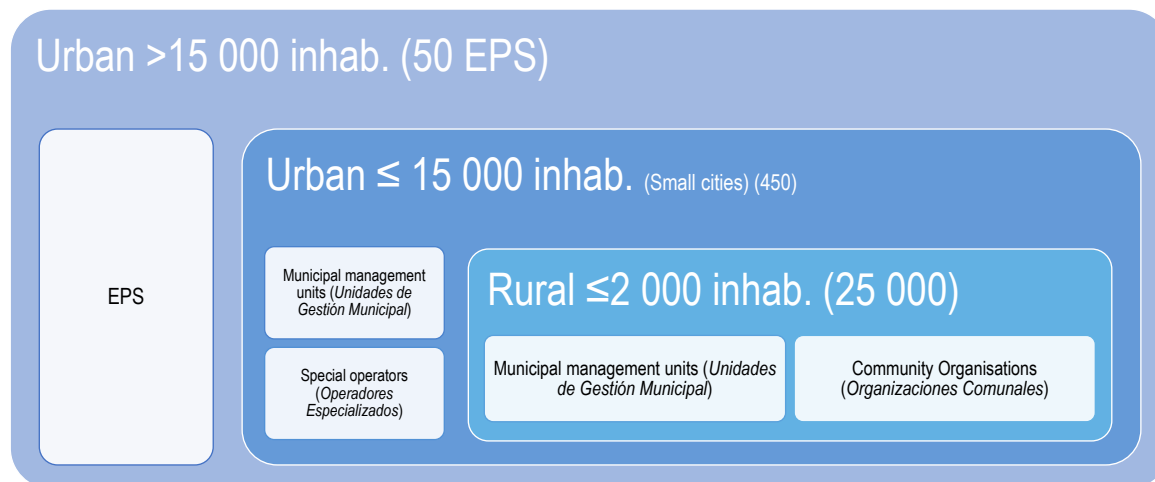 Urban >15 000 inhab. (50 EPS)
EPS
Urban ≤ 15 000 inhab. (Small cities) (450)
Municipal management
units (Unidades de
Gestión Municipal)
Special operators
(Operadores
Especializados)
Rural ≤2 000 inhab. (25 000)
Municipal management units (Unidades
de Gestión Municipal)
Community Organisations
(Organizaciones Comunales)